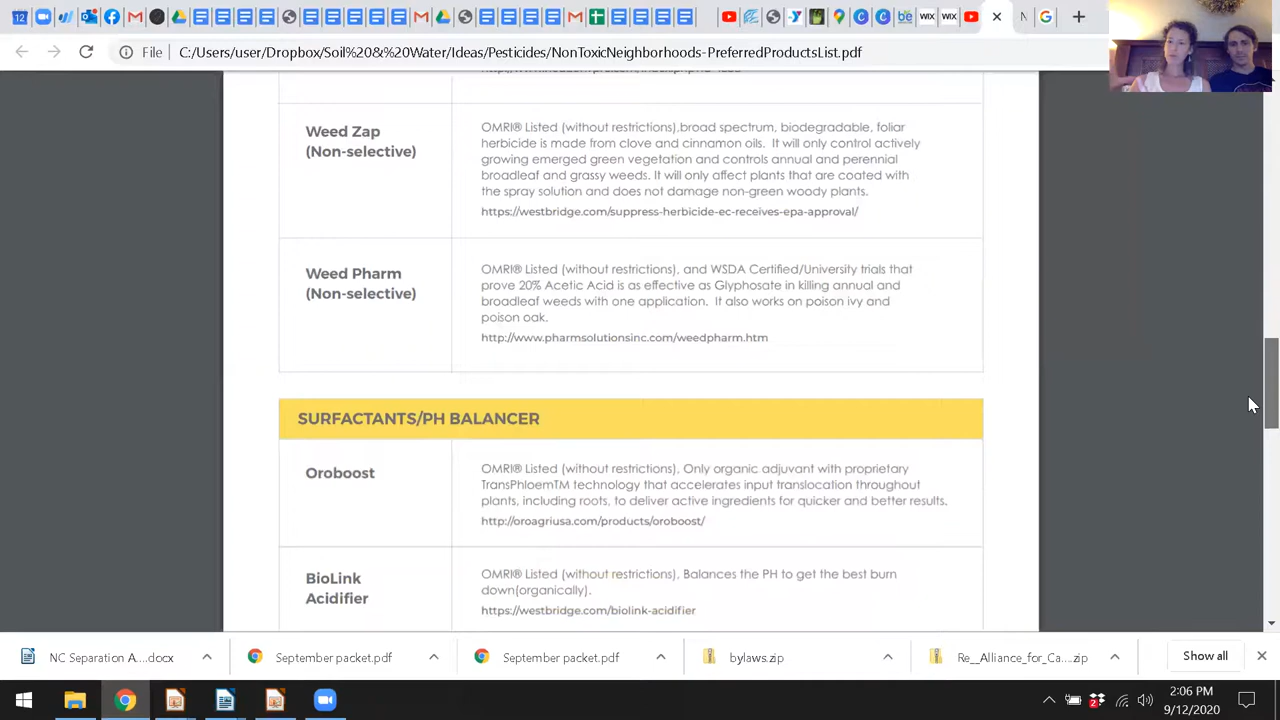 12
WIX
WIX
N
File
C:/Users/user/Dropbox/Soil%20&%20Water/Ideas/Pesticides/NonToxicNeighborhoods-PreferredProductsList.pdf
Weed Zap
(Non-selective)
OMRI® Listed (without restrictions),broad spectrum, biodegradable, foliar
herbicide is made from clove and cinnamon oils. It will only control actively
growing emerged green vegetation and controls annual and perennial
broadleaf and grassy weeds. It will only affect plants that are coated with
the spray solution and does not damage non-green woody plants.
https://westbridge.com/suppress-herbicide-ec-receives-epa-approval/
Weed Pharm
(Non-selective)
OMRI® Listed (without restrictions), and WSDA Certified/University trials that
prove 20% Acetic Acid is as effective as Glyphosate in killing annual and
broadleaf weeds with one application. It also works on poison ivy and
poison oak.
http://www.pharmsolutionsinc.com/weedpharm.htm
SURFACTANTS/PH BALANCER
Oroboost
OMRI® Listed (without restrictions), Only organic adjuvant with proprietary
TransPhloemTM technology that accelerates input translocation throughout
plants, including roots, to deliver active ingredients for quicker and better results.
http://oroagriusa.com/products/oroboost/
BioLink
Acidifier
OMRI® Listed (without restrictions), Balances the PH to get the best burn
down(organically).
https://westbridge.com/biolink-acidifier
NC Separation A....docx
September packet.pdf
September packet.pdf
bylaws.zip
Re__Alliance_for_Ca....zip
Show all
2:06 PM
9/12/2020